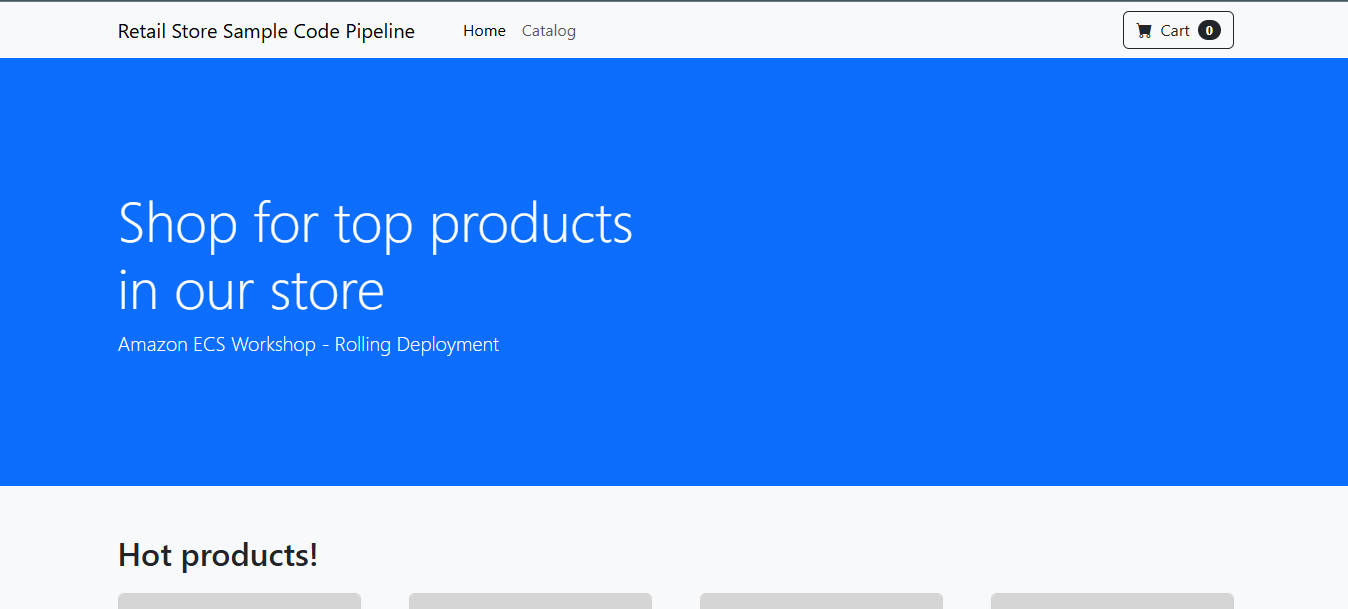 Retail Store Sample Code Pipeline Home Catalog Cart 0
Shop for top products
in our store
Amazon ECS Workshop - Rolling Deployment
Hot products!